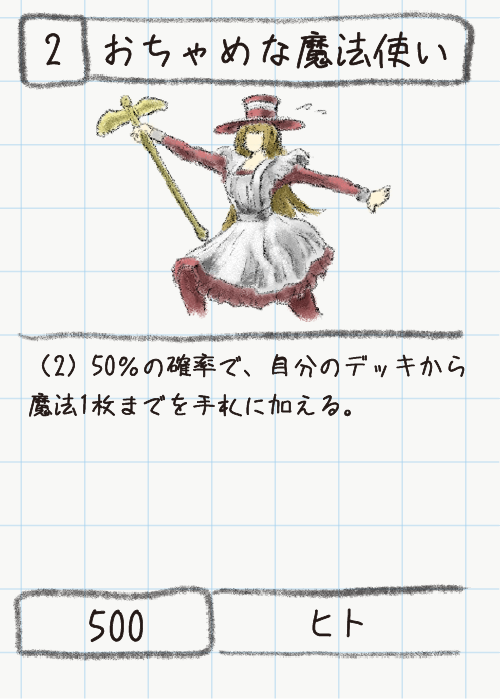 2
おちゃめな魔法使い
（2）50%の確率で、自分のデッキから
魔法1枚までを手札に加える。
500
ヒト